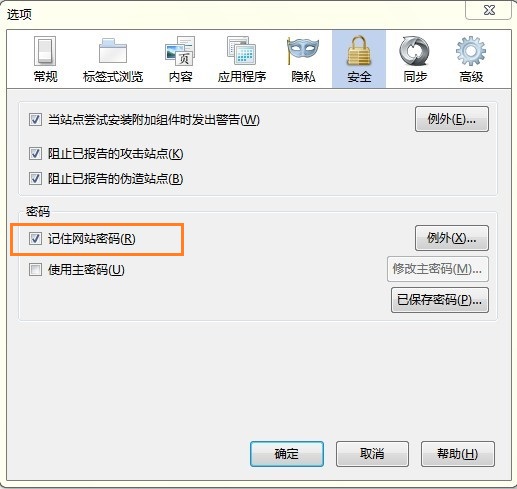 选项
常规 标签式浏览 内容 应用程序 隐私 安全 同步 高级
当站点尝试安装附加组件时发出警告(W) 例外(E)...
阻止已报告的攻击站点(K)
阻止已报告的伪造站点(B)
密码
记住网站密码(R) 例外(X)...
使用主密码(U) 修改主密码(M)...
已保存密码(P)...
确定 取消 帮助(H)